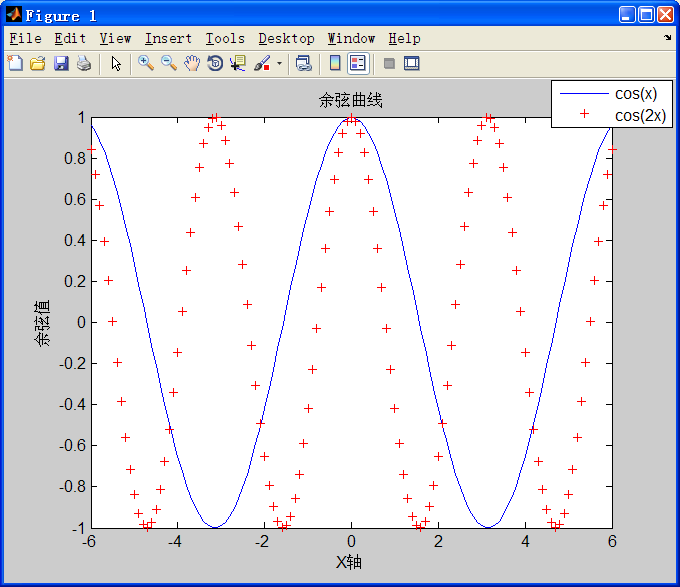 Figure 1
File Edit View Insert Tools Desktop Window Help
余弦曲线
cos(x)
cos(2x)
1
0.8
0.6
0.4
0.2
0
-0.2
-0.4
-0.6
-0.8
-1
余弦值
-6 -4 -2 0 2 4 6
X轴